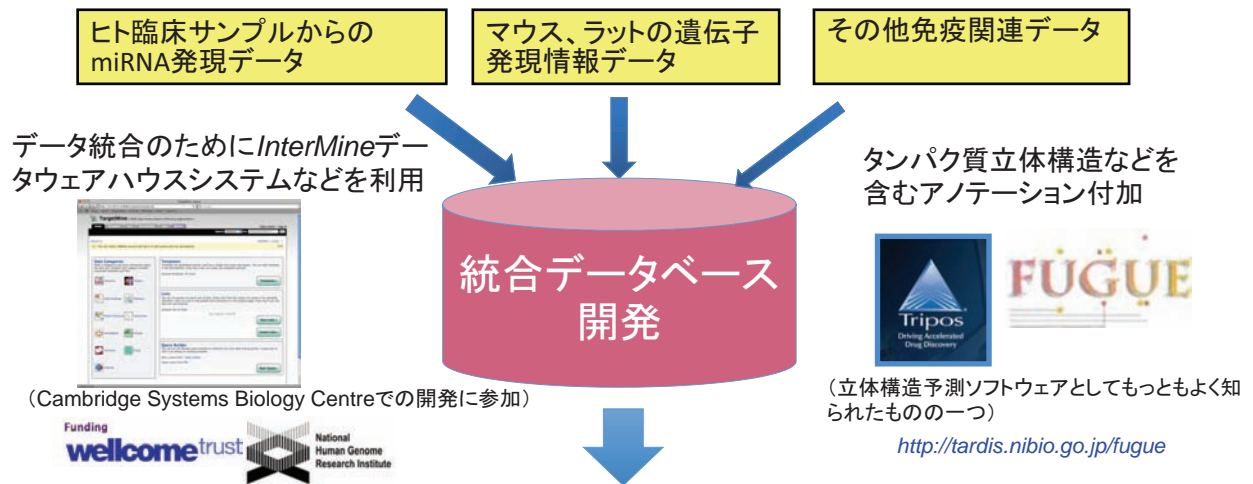 ヒト臨床サンプルからの
miRNA発現データ
マウス、ラットの遺伝子
発現情報データ
その他免疫関連データ
データ統合のためにInterMineデー
タウェアハウスシステムなどを利用
タンパク質立体構造などを
含むアノテーション付加
TargetMine
統合データベース
開発
Tripos
Driving Accelerated
Drug Discovery
FUGUE
(Cambridge Systems Biology Centreでの開発に参加)
(立体構造予測ソフトウェアとしてもっともよく知
られたものの一つ)
http://tardis.nibio.go.jp/fugue
Funding
wellcometrust
National
Human Genome
Research Institute